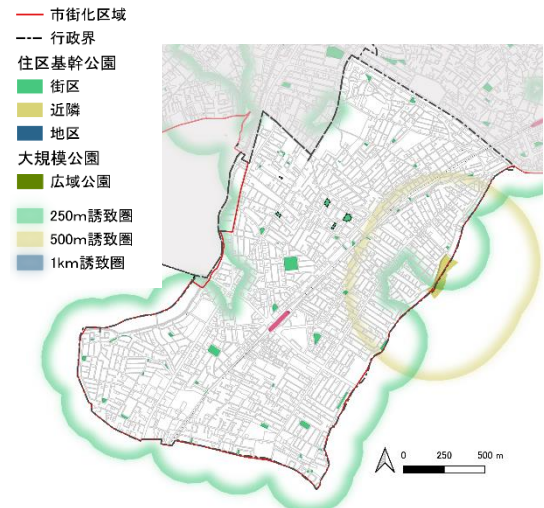 市街化区域
行政界
住区基幹公園
街区
近隣
地区
大規模公園
広域公園
250m誘致圏
500m誘致圏
1km誘致圏
0 250 500 m